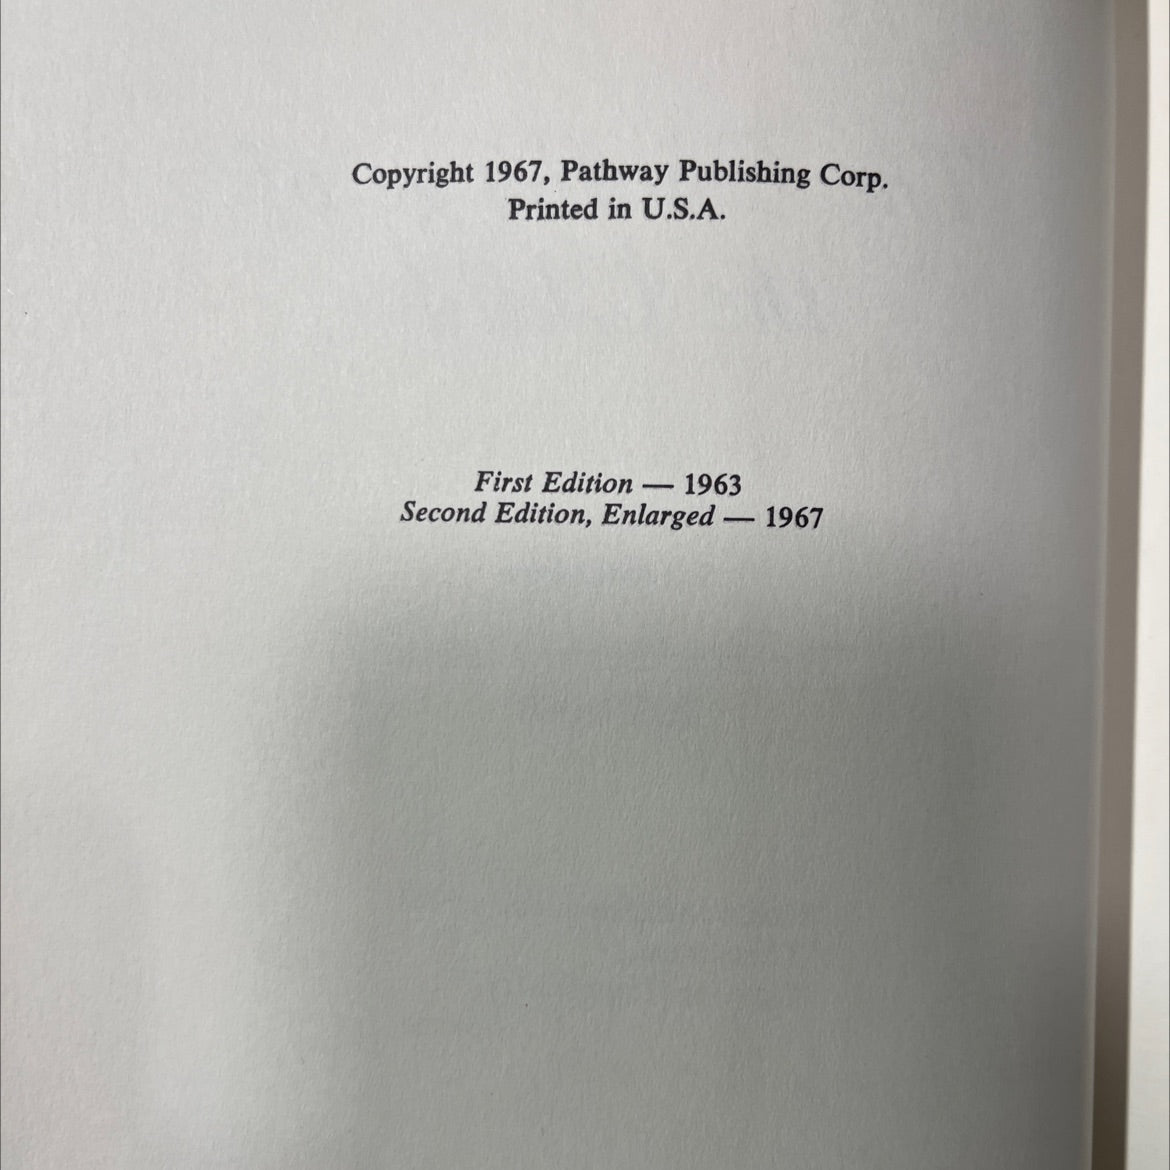 Copyright 1967, Pathway Publishing Corp.
Printed in U.S.A.
First Edition — 1963
Second Edition, Enlarged — 1967